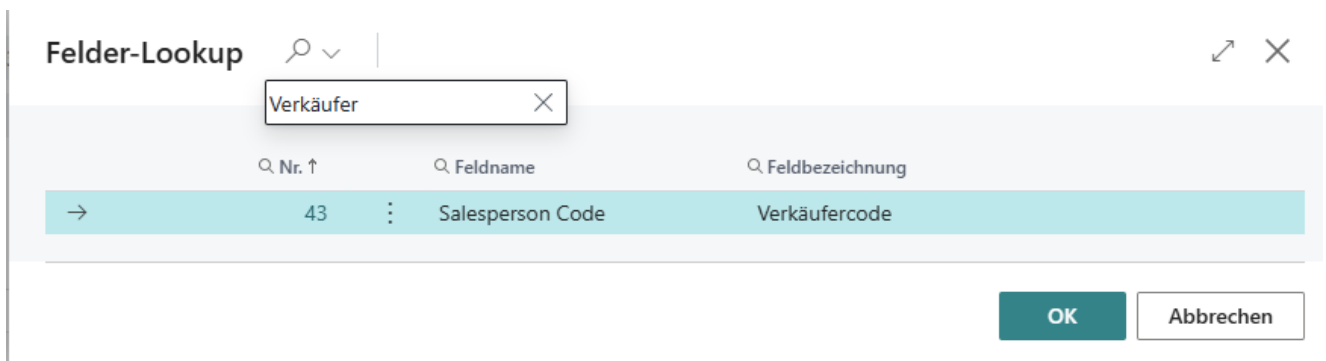 Felder-Lookup
Verkäufer
Nr. ↑ Feldname Feldbezeichnung
43 Salesperson Code Verkäufercode
OK Abbrechen